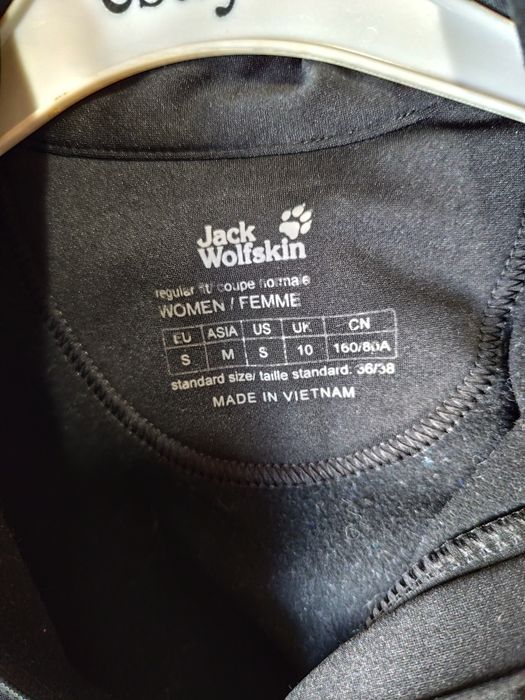 Jack
Wolfskin
regular fit/ coupe normale
WOMEN / FEMME
EU ASIA US UK CN
S M S 10 160/80A
standard size/ taille standard: 36/38
MADE IN VIETNAM